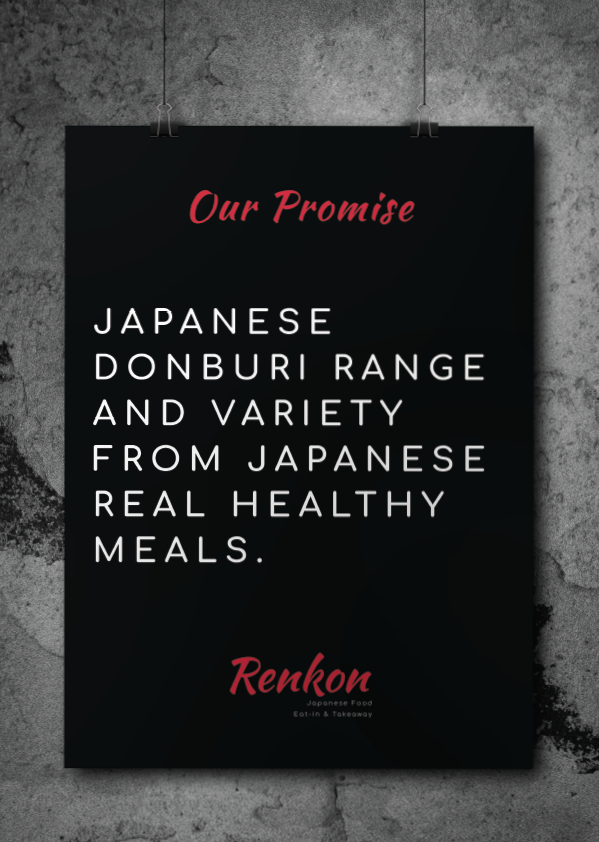 Our Promise
JAPANESE
DONBURI RANGE
AND VARIETY
FROM JAPANESE
REAL HEALTHY
MEALS.
Renkon
Japanese Food
Eat-in & Takeaway